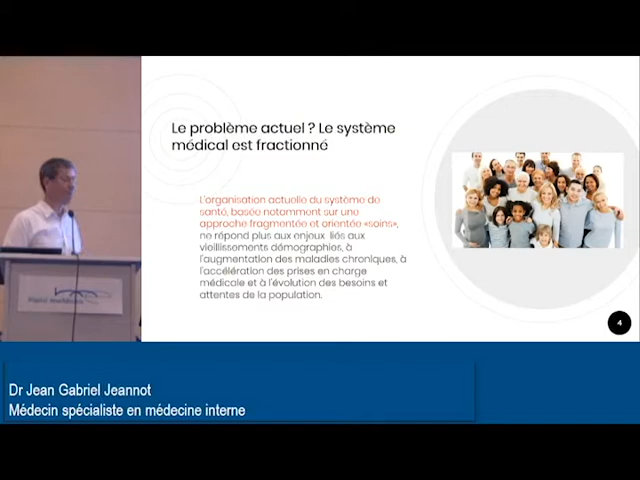 Le problème actuel ? Le système
médical est fractionné
L'organisation actuelle du système de
santé, basée notamment sur une
approche fragmentée et orientée «soins»,
ne répond plus aux enjeux liés aux
vieillissements démographies, à
l'augmentation des maladies chroniques, à
l'accélération des prises en charge
médicale et à l'évolution des besoins et
attentes de la population.
4
Dr Jean Gabriel Jeannot
Médecin spécialiste en médecine interne